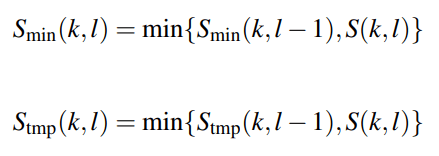 S_min(k,l) = min{S_min(k,l − 1),S(k,l)}
S_tmp(k,l) = min{S_tmp(k,l − 1),S(k,l)}